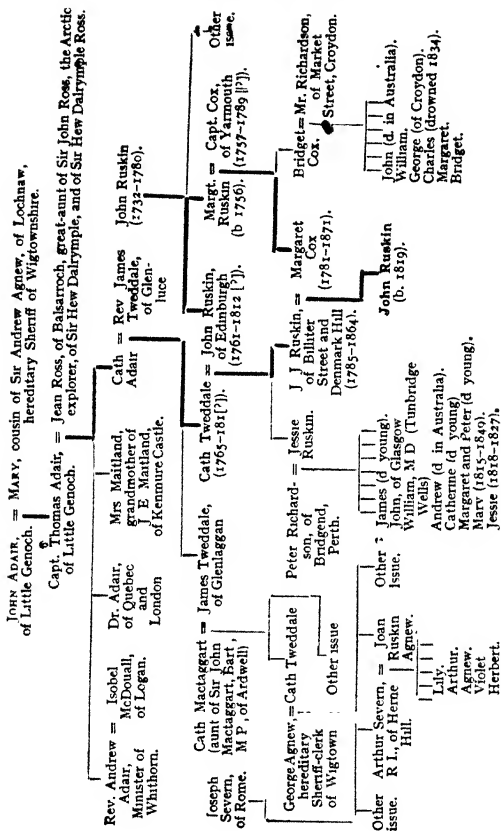 JOHN ADAIR, = MARY, cousin of Sir Andrew Agnew, of Lochnaw,
of Little Genoch. hereditary Sheriff of Wigtownshire.
Capt. Thomas Adair, = Jean Ross, of Balsarroch, great-aunt of Sir John Ross, the Arctic
of Little Genoch. explorer, of Sir Hew Dalrymple, and of Sir Hew Dalrymple Ross.
Rev. Andrew = Isobel
Adair, McDouall,
Minister of of Logan.
Whithorn.
Dr. Adair,
of Quebec
and
London
Mrs Maitland,
grandmother of
J E. Maitland,
of Kenmure Castle.
Cath = Rev James
Adair Tweddale,
of Glen-
luce
John Ruskin
(1732-1780).
Cath Mactaggart = James Tweddale,
(aunt of Sir John of Glenlaggan
Mactaggart, Bart,
M P, of Ardwell)
Cath Tweddale = John Ruskin,
(1765-181[?]). of Edinburgh
(1761-1812 [?]).
Margt. = Capt. Cox,
Ruskin of Yarmouth
(b 1756). (1757-1789 [?]).
Other
issue.
Joseph
Severn,
of Rome.
George Agnew, = Cath Tweddale
hereditary
Sheriff-clerk
of Wigtown
Other issue
Peter Richard- = Jessie
son, of Ruskin.
Bridgend,
Perth.
J J Ruskin, = Margaret
of Billiter Cox
Street and (1781-1871).
Denmark Hill
(1785-1864).
Bridget = Mr. Richardson,
Cox. of Market
Street, Croydon.
Other
issue.
Arthur Severn, = Joan
R I., of Herne Ruskin
Hill. Agnew.
Other ?
Issue.
James (d young).
John, of Glasgow
William, M D (Tunbridge
Wells)
Andrew (d in Australia).
Catherine (d young)
Margaret and Peter (d young).
Mary (1815-1849).
Jessie (1818-1827).
John Ruskin
(b. 1819).
John (d. in Australia).
William.
George (of Croydon).
Charles (drowned 1834).
Margaret.
Bridget.
Lily.
Arthur.
Agnew.
Violet
Herbert.